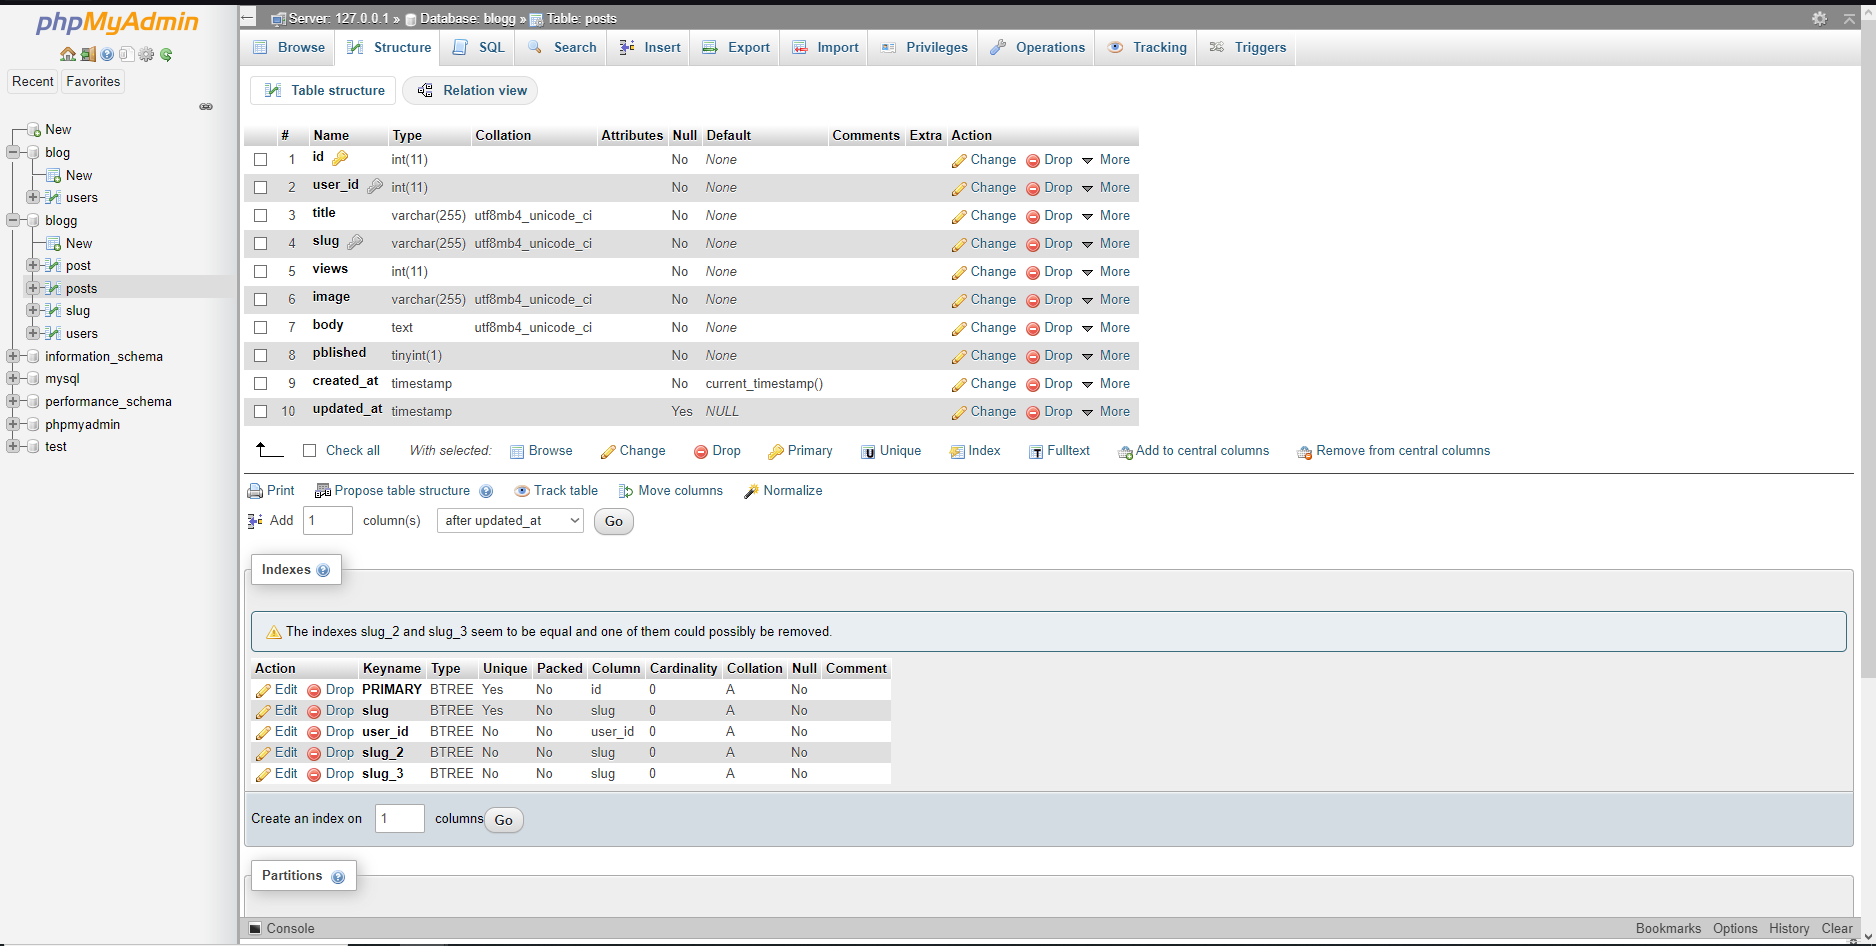 phpMyAdmin
Recent Favorites
New
blog
New
users
blogg
New
post
posts
slug
users
information_schema
mysql
performance_schema
phpmyadmin
test
Server: 127.0.0.1 » Database: blogg » Table: posts
Browse Structure SQL Search Insert Export Import Privileges Operations Tracking Triggers
Table structure Relation view
# Name Type Collation Attributes Null Default Comments Extra Action
1 id int(11) No None Change Drop More
2 user_id int(11) No None Change Drop More
3 title varchar(255) utf8mb4_unicode_ci No None Change Drop More
4 slug varchar(255) utf8mb4_unicode_ci No None Change Drop More
5 views int(11) No None Change Drop More
6 image varchar(255) utf8mb4_unicode_ci No None Change Drop More
7 body text utf8mb4_unicode_ci No None Change Drop More
8 pblished tinyint(1) No None Change Drop More
9 created_at timestamp No current_timestamp() Change Drop More
10 updated_at timestamp Yes NULL Change Drop More
Check all With selected: Browse Change Drop Primary Unique Index Fulltext Add to central columns Remove from central columns
Print Propose table structure Track table Move columns Normalize
Add 1 column(s) after updated_at Go
Indexes
The indexes slug_2 and slug_3 seem to be equal and one of them could possibly be removed.
Action Keyname Type Unique Packed Column Cardinality Collation Null Comment
Edit Drop PRIMARY BTREE Yes No id 0 A No
Edit Drop slug BTREE Yes No slug 0 A No
Edit Drop user_id BTREE No No user_id 0 A No
Edit Drop slug_2 BTREE No No slug 0 A No
Edit Drop slug_3 BTREE No No slug 0 A No
Create an index on 1 columns Go
Partitions
Console Bookmarks Options History Clear